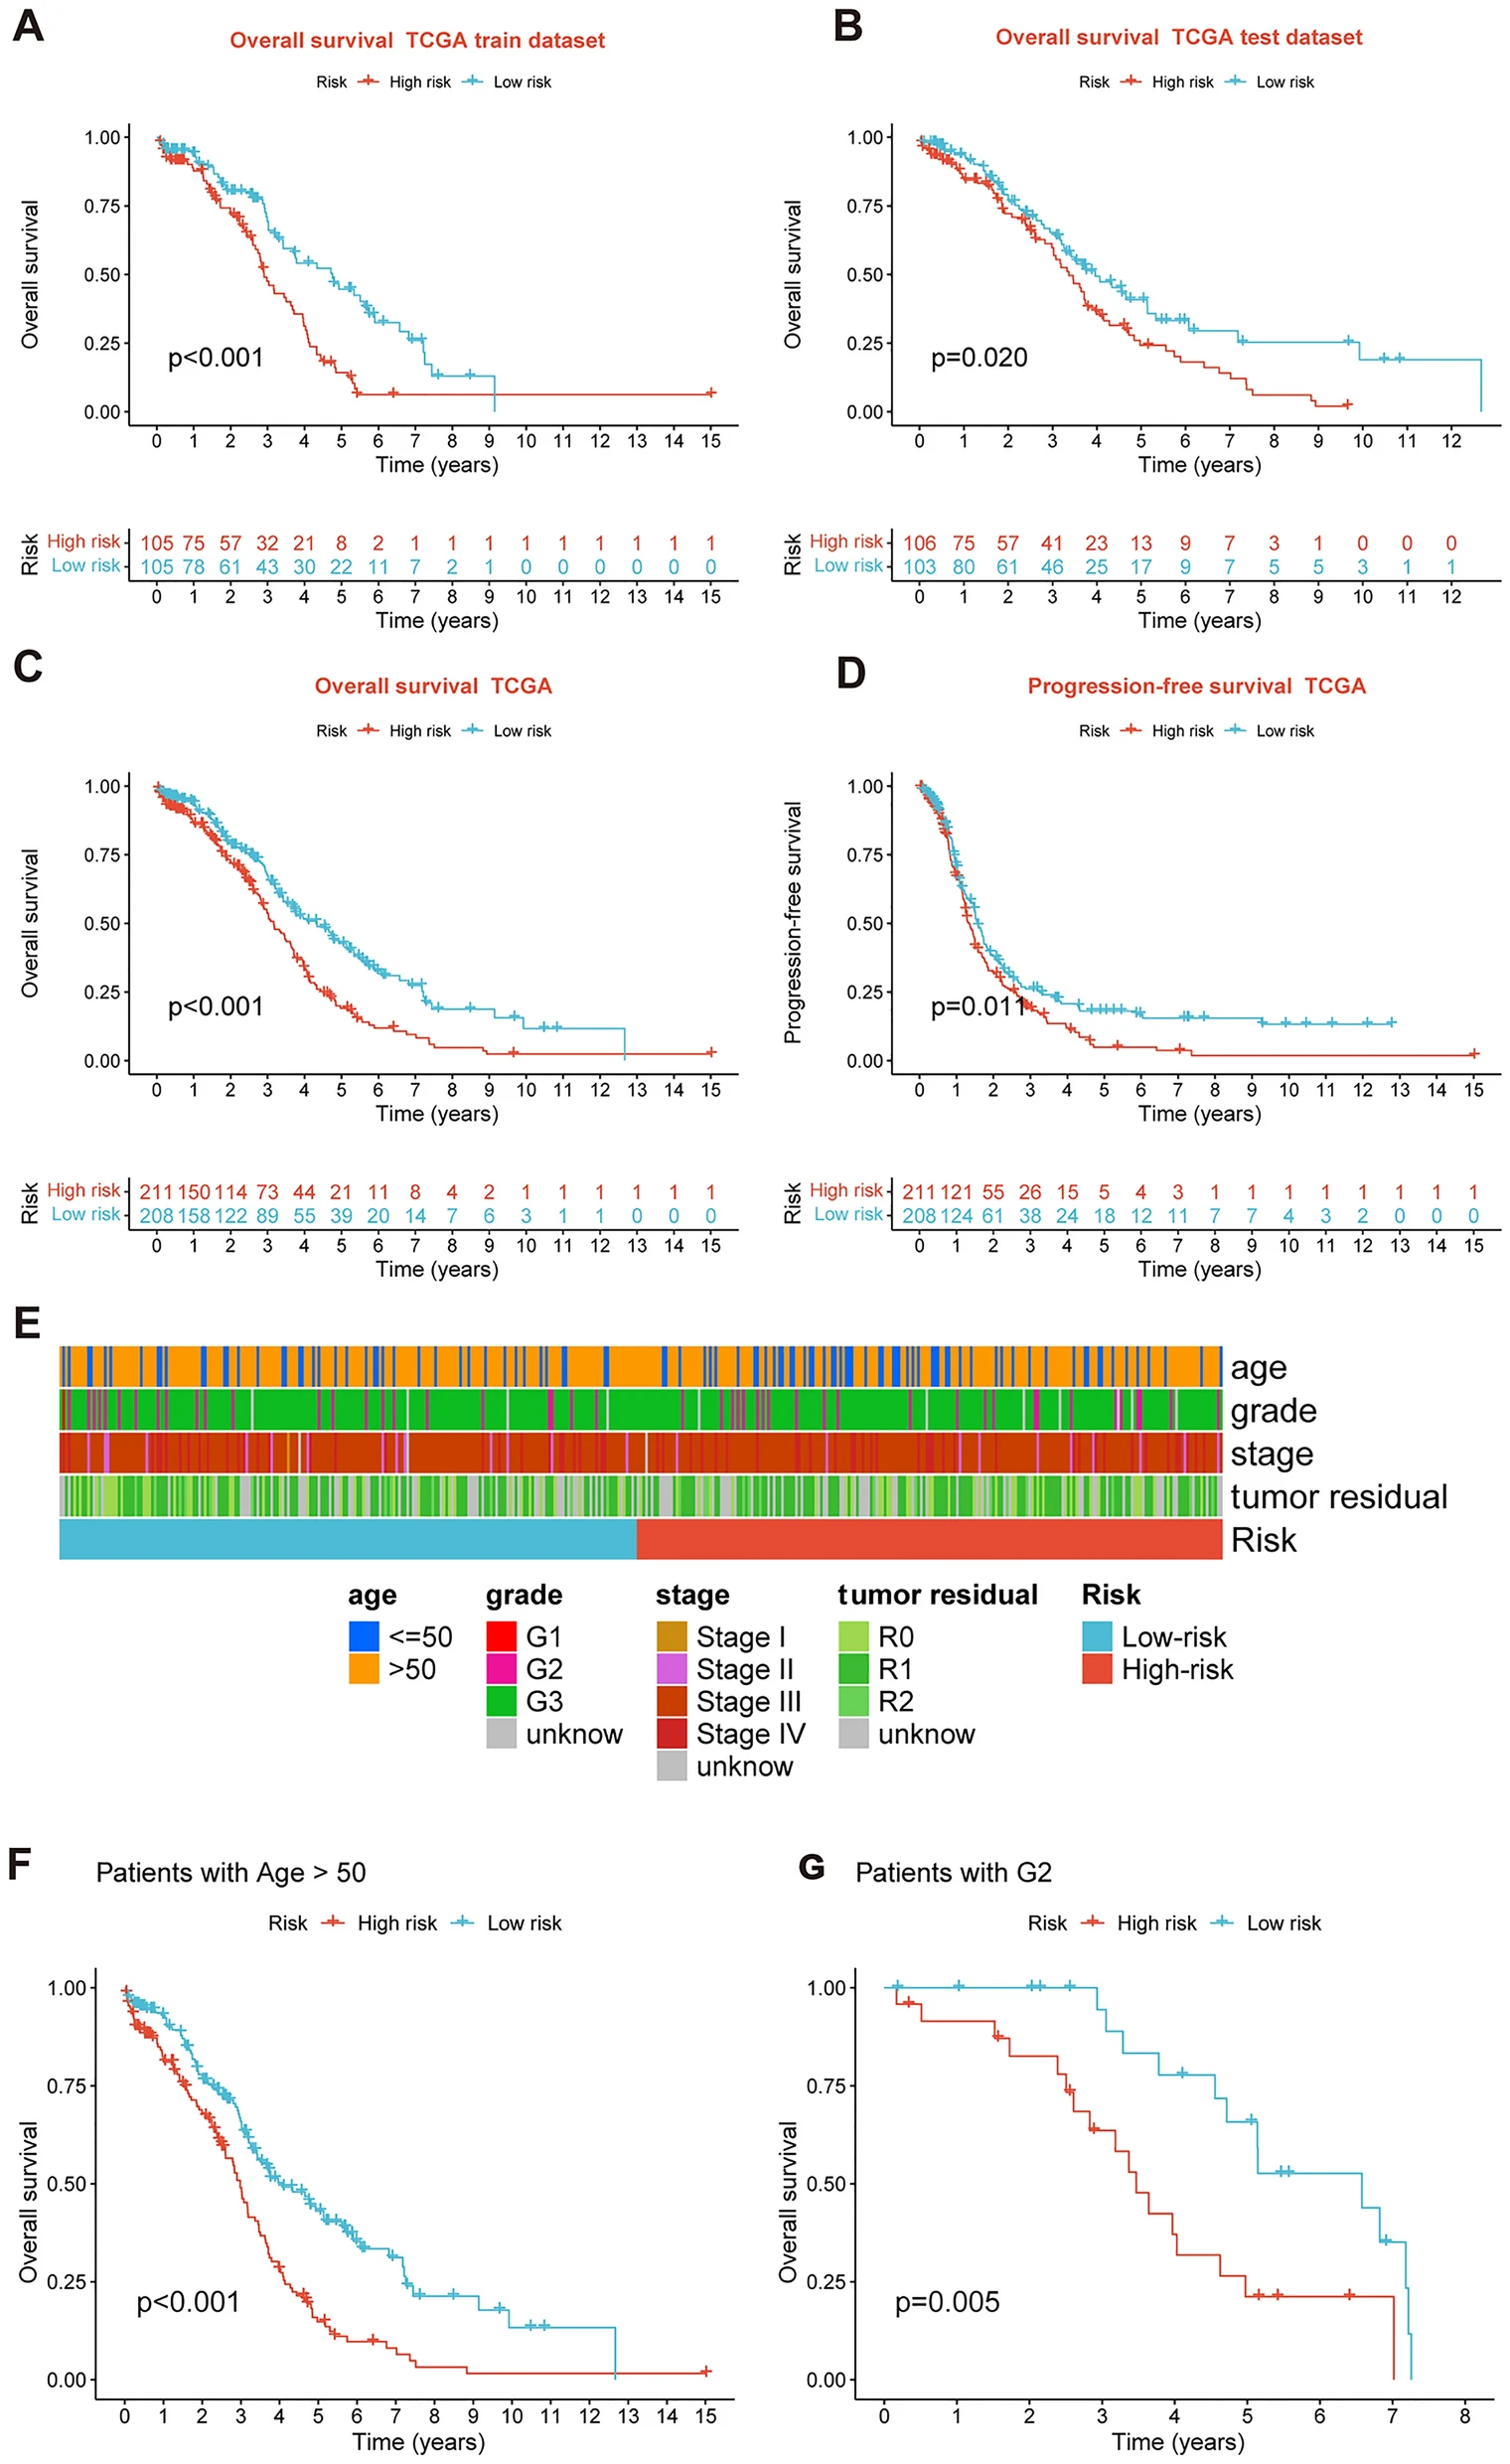 A
Overall survival TCGA train dataset
Risk High risk Low risk
1.00
0.75
0.50
0.25
0.00
Overall survival
p<0.001
0 1 2 3 4 5 6 7 8 9 10 11 12 13 14 15
Time (years)
Risk
High risk 105 75 57 32 21 8 2 1 1 1 1 1 1 1 1 1
Low risk 105 78 61 43 30 22 11 7 2 1 0 0 0 0 0 0
0 1 2 3 4 5 6 7 8 9 10 11 12 13 14 15
Time (years)
B
Overall survival TCGA test dataset
Risk High risk Low risk
1.00
0.75
0.50
0.25
0.00
Overall survival
p=0.020
0 1 2 3 4 5 6 7 8 9 10 11 12
Time (years)
Risk
High risk 106 75 57 41 23 13 9 7 3 1 0 0 0
Low risk 103 80 61 46 25 17 9 7 5 5 3 1 1
0 1 2 3 4 5 6 7 8 9 10 11 12
Time (years)
C
Overall survival TCGA
Risk High risk Low risk
1.00
0.75
0.50
0.25
0.00
Overall survival
p<0.001
0 1 2 3 4 5 6 7 8 9 10 11 12 13 14 15
Time (years)
Risk
High risk 211 150 114 73 44 21 11 8 4 2 1 1 1 1 1 1
Low risk 208 158 122 89 55 39 20 14 7 6 3 1 1 0 0 0
0 1 2 3 4 5 6 7 8 9 10 11 12 13 14 15
Time (years)
D
Progression-free survival TCGA
Risk High risk Low risk
1.00
0.75
0.50
0.25
0.00
Progression-free survival
p=0.011
0 1 2 3 4 5 6 7 8 9 10 11 12 13 14 15
Time (years)
Risk
High risk 211 121 55 26 15 5 4 3 1 1 1 1 1 1 1 1
Low risk 208 124 61 38 24 18 12 11 7 7 4 3 2 0 0 0
0 1 2 3 4 5 6 7 8 9 10 11 12 13 14 15
Time (years)
E
age
grade
stage
tumor residual
Risk
age
<=50
>50
grade
G1
G2
G3
unknow
stage
Stage I
Stage II
Stage III
Stage IV
unknow
tumor residual
R0
R1
R2
unknow
Risk
Low-risk
High-risk
F
Patients with Age > 50
Risk High risk Low risk
1.00
0.75
0.50
0.25
0.00
Overall survival
p<0.001
0 1 2 3 4 5 6 7 8 9 10 11 12 13 14 15
Time (years)
G
Patients with G2
Risk High risk Low risk
1.00
0.75
0.50
0.25
0.00
Overall survival
p=0.005
0 1 2 3 4 5 6 7 8
Time (years)